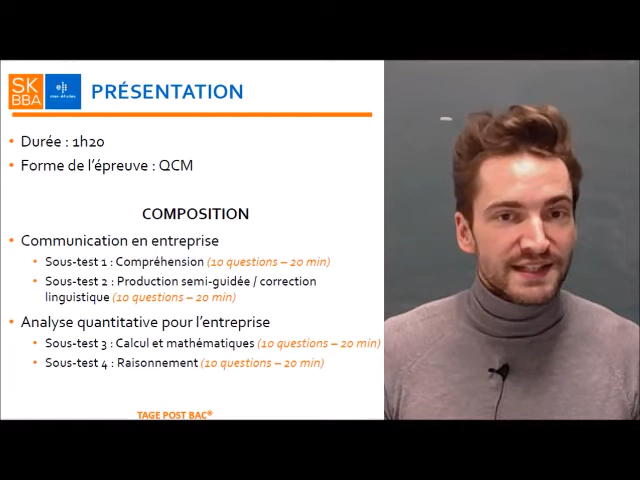 SK
BBA
PRÉSENTATION
Durée : 1h20
Forme de l'épreuve : QCM
COMPOSITION
Communication en entreprise
Sous-test 1 : Compréhension (10 questions – 20 min)
Sous-test 2 : Production semi-guidée / correction
linguistique (10 questions – 20 min)
Analyse quantitative pour l'entreprise
Sous-test 3 : Calcul et mathématiques (10 questions – 20 min)
Sous-test 4 : Raisonnement (10 questions – 20 min)
TAGE POST BAC®